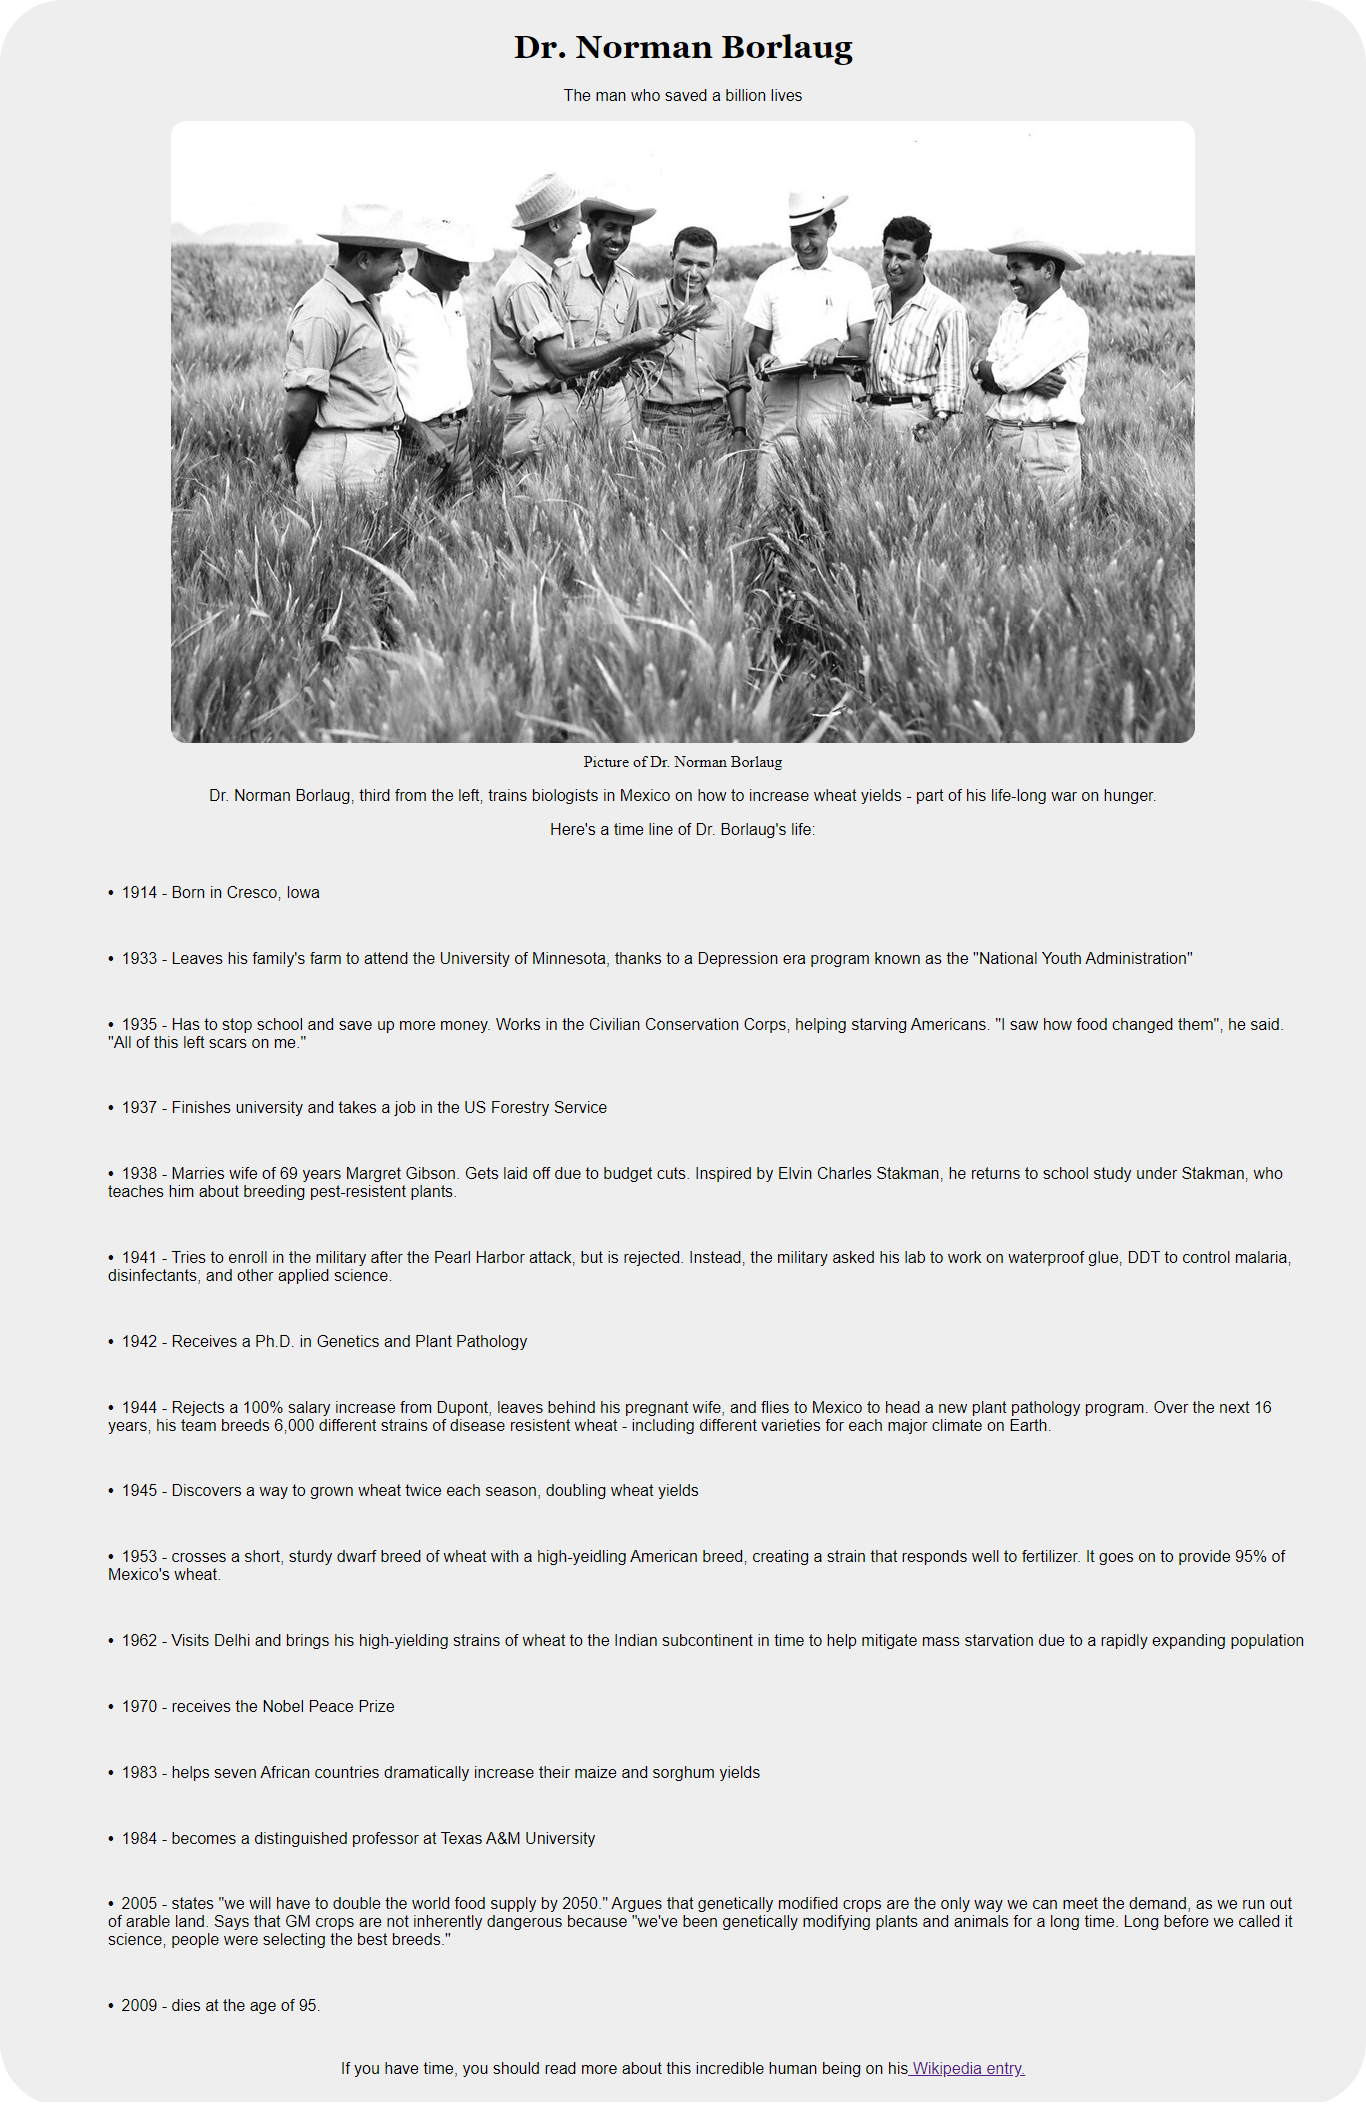 Dr. Norman Borlaug
The man who saved a billion lives
Picture of Dr. Norman Borlaug
Dr. Norman Borlaug, third from the left, trains biologists in Mexico on how to increase wheat yields - part of his life-long war on hunger.
Here's a time line of Dr. Borlaug's life:
• 1914 - Born in Cresco, Iowa
• 1933 - Leaves his family's farm to attend the University of Minnesota, thanks to a Depression era program known as the "National Youth Administration"
• 1935 - Has to stop school and save up more money. Works in the Civilian Conservation Corps, helping starving Americans. "I saw how food changed them", he said.
"All of this left scars on me."
• 1937 - Finishes university and takes a job in the US Forestry Service
• 1938 - Marries wife of 69 years Margret Gibson. Gets laid off due to budget cuts. Inspired by Elvin Charles Stakman, he returns to school study under Stakman, who
teaches him about breeding pest-resistent plants.
• 1941 - Tries to enroll in the military after the Pearl Harbor attack, but is rejected. Instead, the military asked his lab to work on waterproof glue, DDT to control malaria,
disinfectants, and other applied science.
• 1942 - Receives a Ph.D. in Genetics and Plant Pathology
• 1944 - Rejects a 100% salary increase from Dupont, leaves behind his pregnant wife, and flies to Mexico to head a new plant pathology program. Over the next 16
years, his team breeds 6,000 different strains of disease resistent wheat - including different varieties for each major climate on Earth.
• 1945 - Discovers a way to grown wheat twice each season, doubling wheat yields
• 1953 - crosses a short, sturdy dwarf breed of wheat with a high-yeidling American breed, creating a strain that responds well to fertilizer. It goes on to provide 95% of
Mexico's wheat.
• 1962 - Visits Delhi and brings his high-yielding strains of wheat to the Indian subcontinent in time to help mitigate mass starvation due to a rapidly expanding population
• 1970 - receives the Nobel Peace Prize
• 1983 - helps seven African countries dramatically increase their maize and sorghum yields
• 1984 - becomes a distinguished professor at Texas A&M University
• 2005 - states "we will have to double the world food supply by 2050." Argues that genetically modified crops are the only way we can meet the demand, as we run out
of arable land. Says that GM crops are not inherently dangerous because "we've been genetically modifying plants and animals for a long time. Long before we called it
science, people were selecting the best breeds."
• 2009 - dies at the age of 95.
If you have time, you should read more about this incredible human being on his Wikipedia entry.